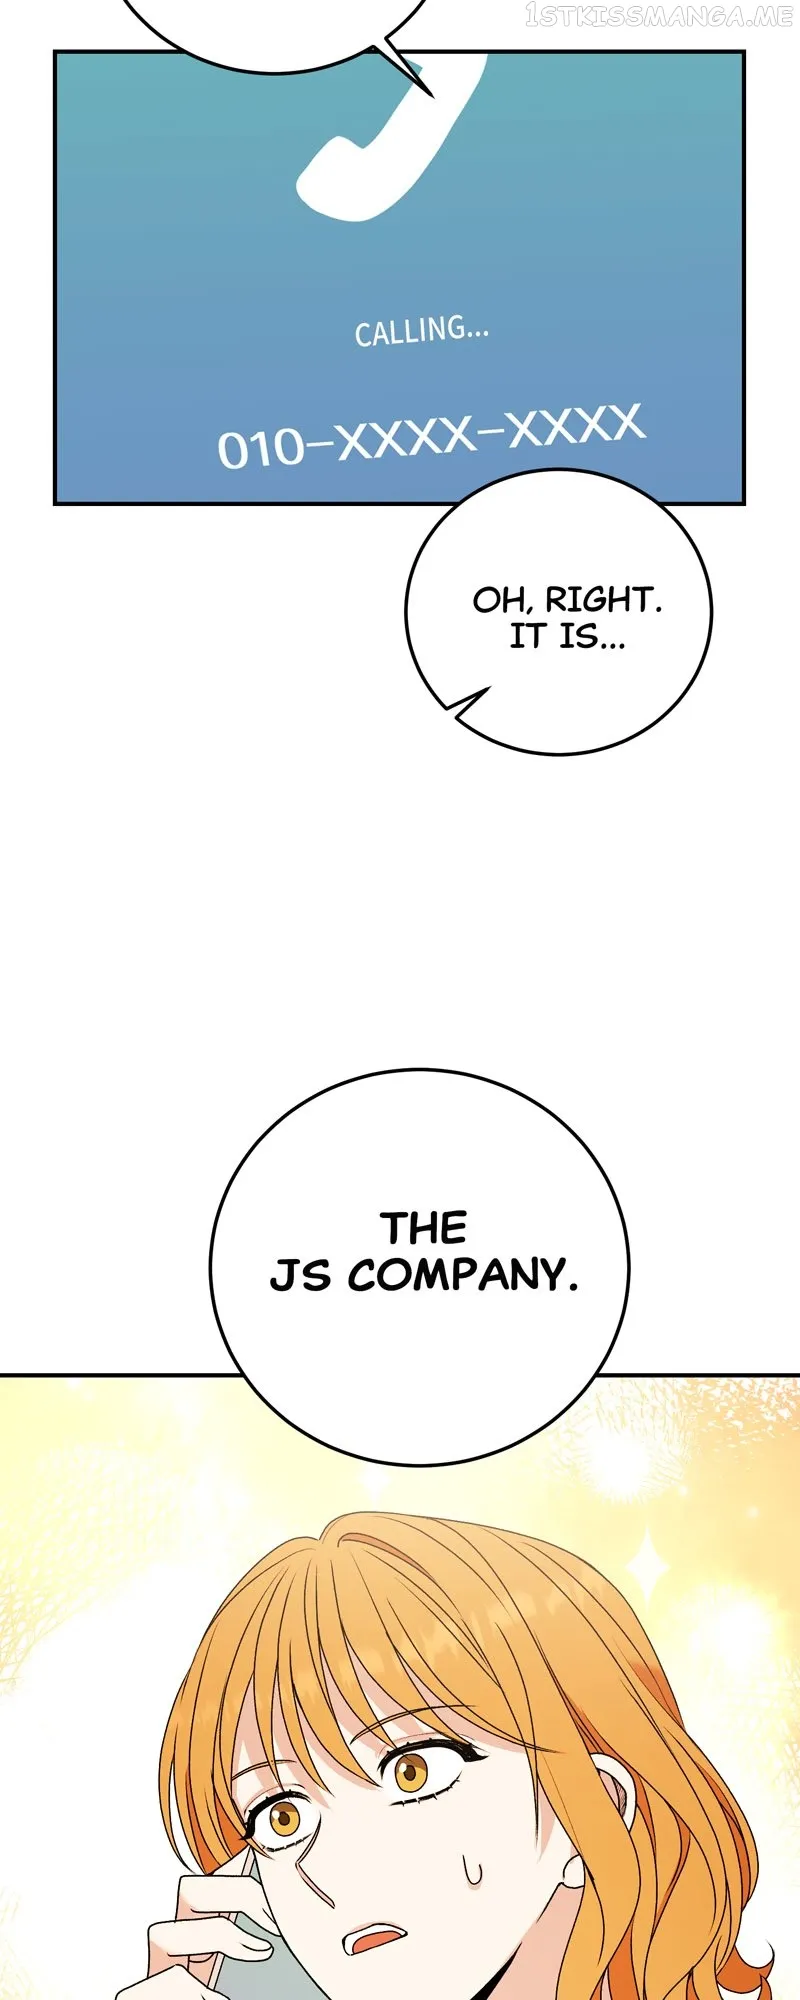 1STKISSMANGA.ME
CALLING...
010-XXXX-XXXX
OH, RIGHT.
IT IS...
THE
JS COMPANY.